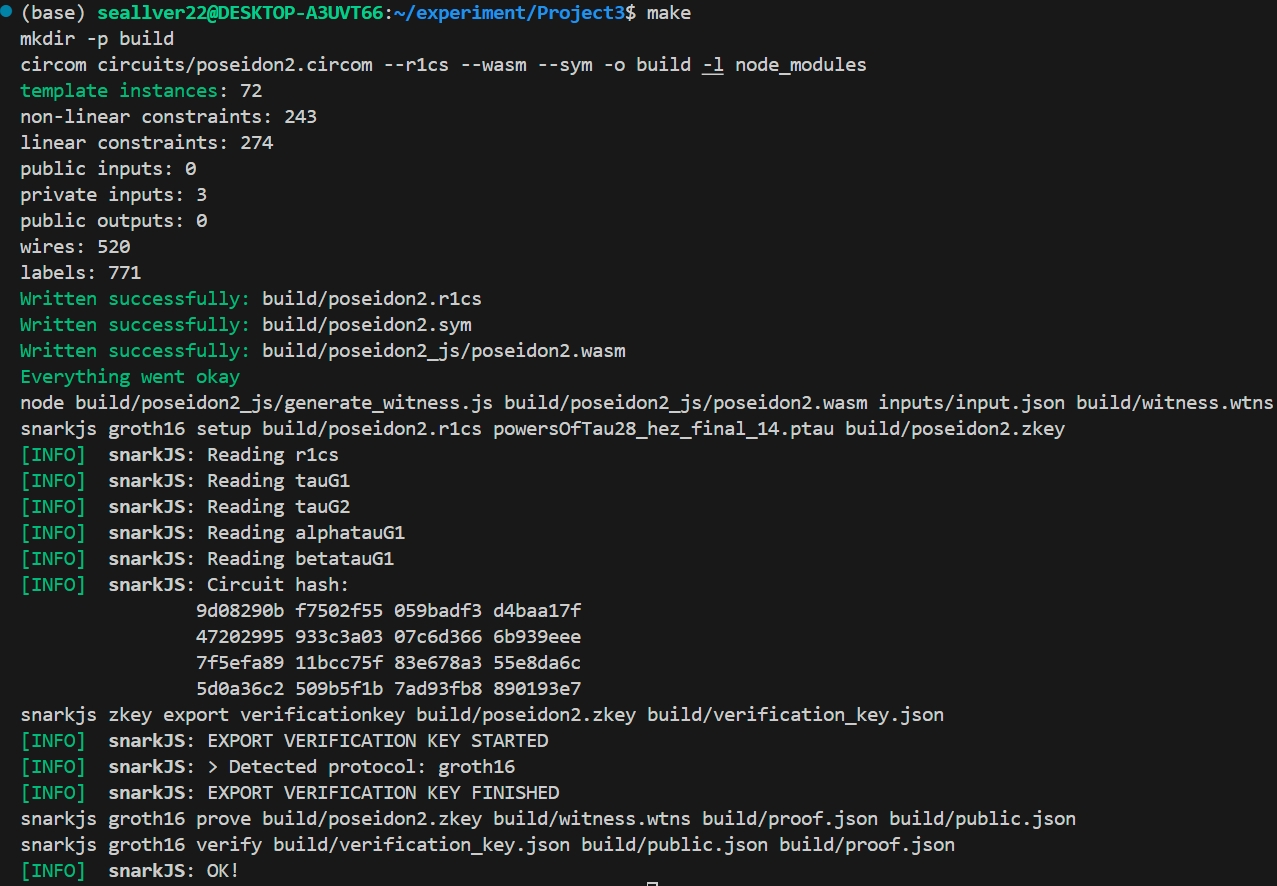 (base) seallver22@DESKTOP-A3UVT66:~/experiment/Project3$ make
mkdir -p build
circom circuits/poseidon2.circom --r1cs --wasm --sym -o build -l node_modules
template instances: 72
non-linear constraints: 243
linear constraints: 274
public inputs: 0
private inputs: 3
public outputs: 0
wires: 520
labels: 771
Written successfully: build/poseidon2.r1cs
Written successfully: build/poseidon2.sym
Written successfully: build/poseidon2_js/poseidon2.wasm
Everything went okay
node build/poseidon2_js/generate_witness.js build/poseidon2_js/poseidon2.wasm inputs/input.json build/witness.wtns
snarkjs groth16 setup build/poseidon2.r1cs powersOfTau28_hez_final_14.ptau build/poseidon2.zkey
[INFO]  snarkJS: Reading r1cs
[INFO]  snarkJS: Reading tauG1
[INFO]  snarkJS: Reading tauG2
[INFO]  snarkJS: Reading alphatauG1
[INFO]  snarkJS: Reading betatauG1
[INFO]  snarkJS: Circuit hash:
9d08290b f7502f55 059badf3 d4baa17f
47202995 933c3a03 07c6d366 6b939eee
7f5efa89 11bcc75f 83e678a3 55e8da6c
5d0a36c2 509b5f1b 7ad93fb8 890193e7
snarkjs zkey export verificationkey build/poseidon2.zkey build/verification_key.json
[INFO]  snarkJS: EXPORT VERIFICATION KEY STARTED
[INFO]  snarkJS: > Detected protocol: groth16
[INFO]  snarkJS: EXPORT VERIFICATION KEY FINISHED
snarkjs groth16 prove build/poseidon2.zkey build/witness.wtns build/proof.json build/public.json
snarkjs groth16 verify build/verification_key.json build/public.json build/proof.json
[INFO]  snarkJS: OK!